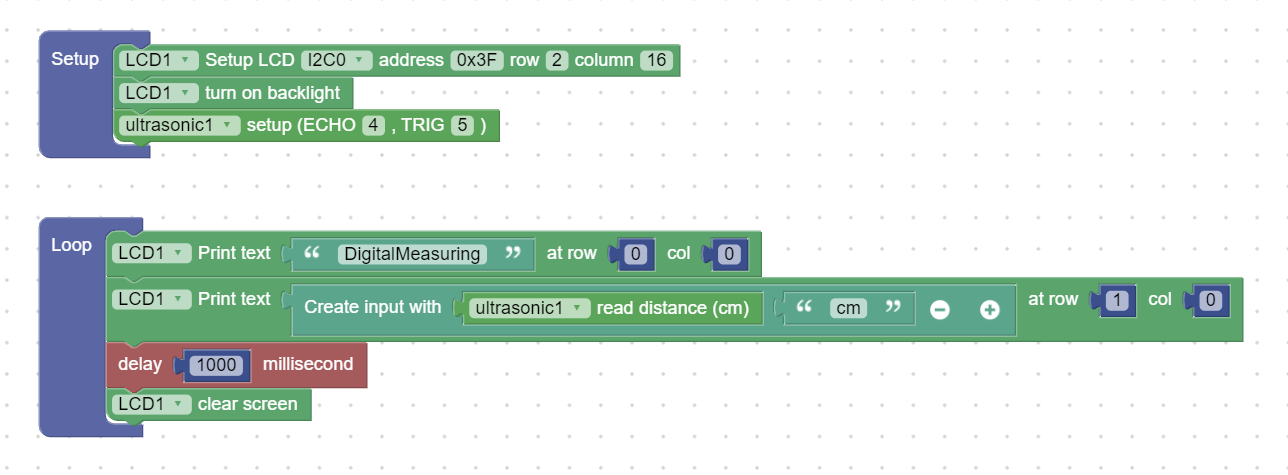 Setup LCD1 Setup LCD I2C0 address 0x3F row 2 column 16
LCD1 turn on backlight
ultrasonic1 setup (ECHO 4 , TRIG 5 )
Loop LCD1 Print text “ DigitalMeasuring ” at row 0 col 0
LCD1 Print text Create input with ultrasonic1 read distance (cm) “ cm ” at row 1 col 0
delay 1000 millisecond
LCD1 clear screen